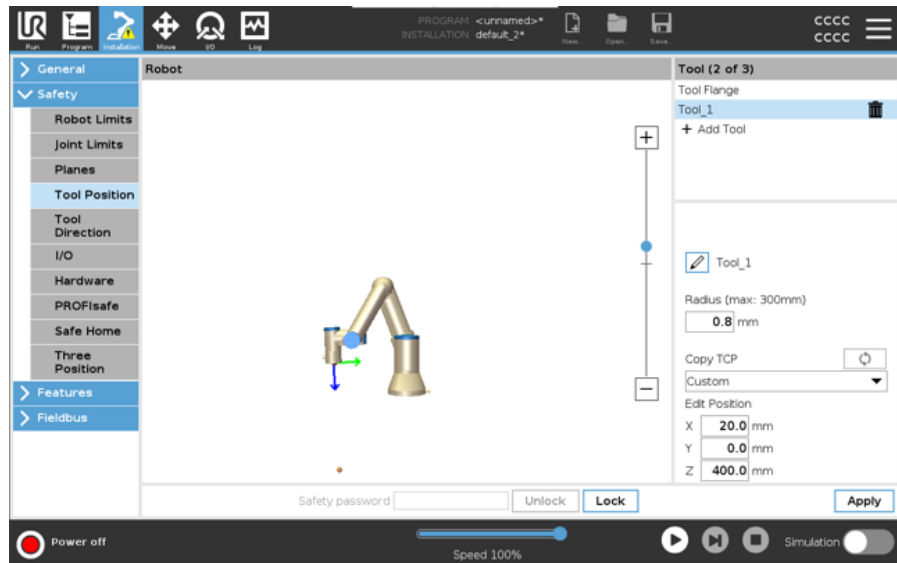 PROGRAM <unnamed>*
INSTALLATION default_2*
UR
Run
Program
Installation
Move
I/O
Log
New...
Open...
Save...
cccc
cccc
General
Safety
Robot Limits
Joint Limits
Planes
Tool Position
Tool
Direction
I/O
Hardware
PROFIsafe
Safe Home
Three
Position
Features
Fieldbus
Robot
+
−
Safety password
Unlock
Lock
Tool (2 of 3)
Tool Flange
Tool_1
+ Add Tool
Tool_1
Radius (max: 300mm)
0.8 mm
Copy TCP
Custom
Edit Position
X 20.0 mm
Y 0.0 mm
Z 400.0 mm
Apply
Power off
Speed 100%
Simulation